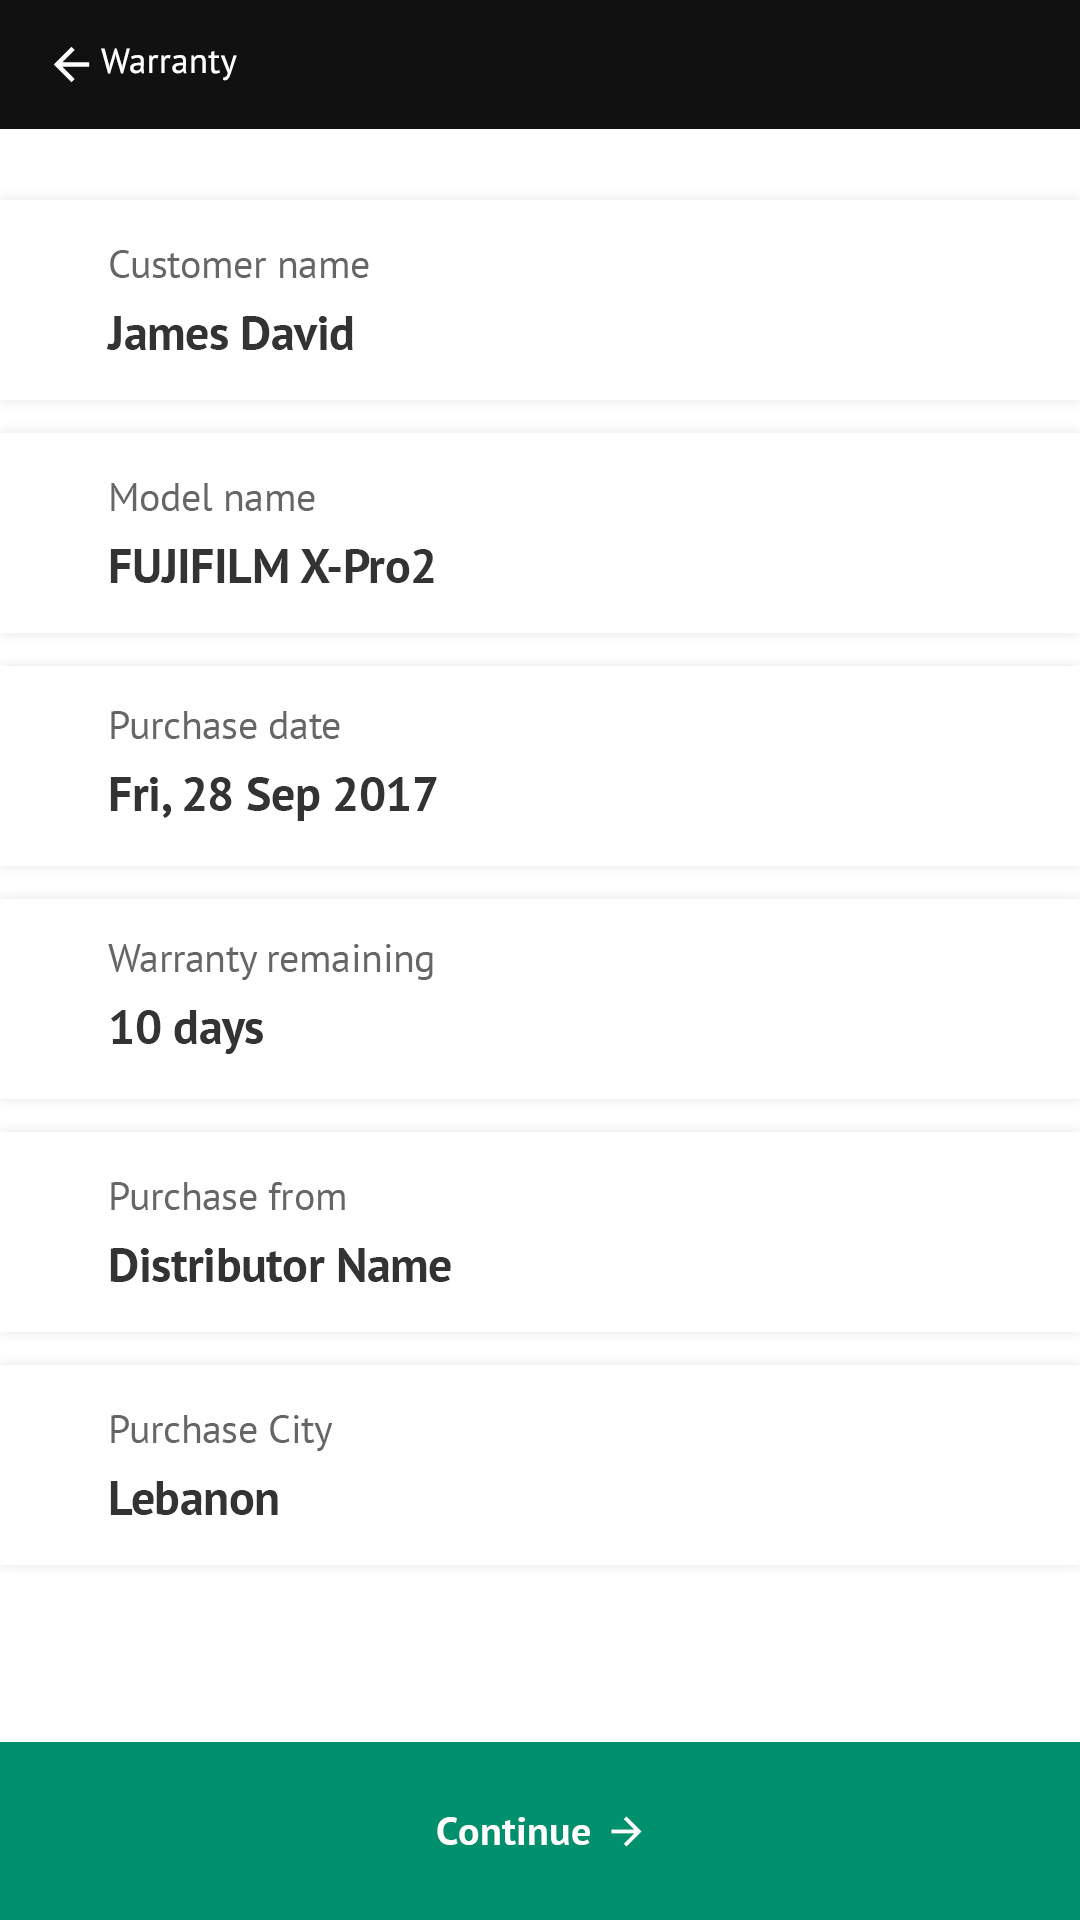 Warranty
Customer name
James David
Model name
FUJIFILM X-Pro2
Purchase date
Fri, 28 Sep 2017
Warranty remaining
10 days
Purchase from
Distributor Name
Purchase City
Lebanon
Continue